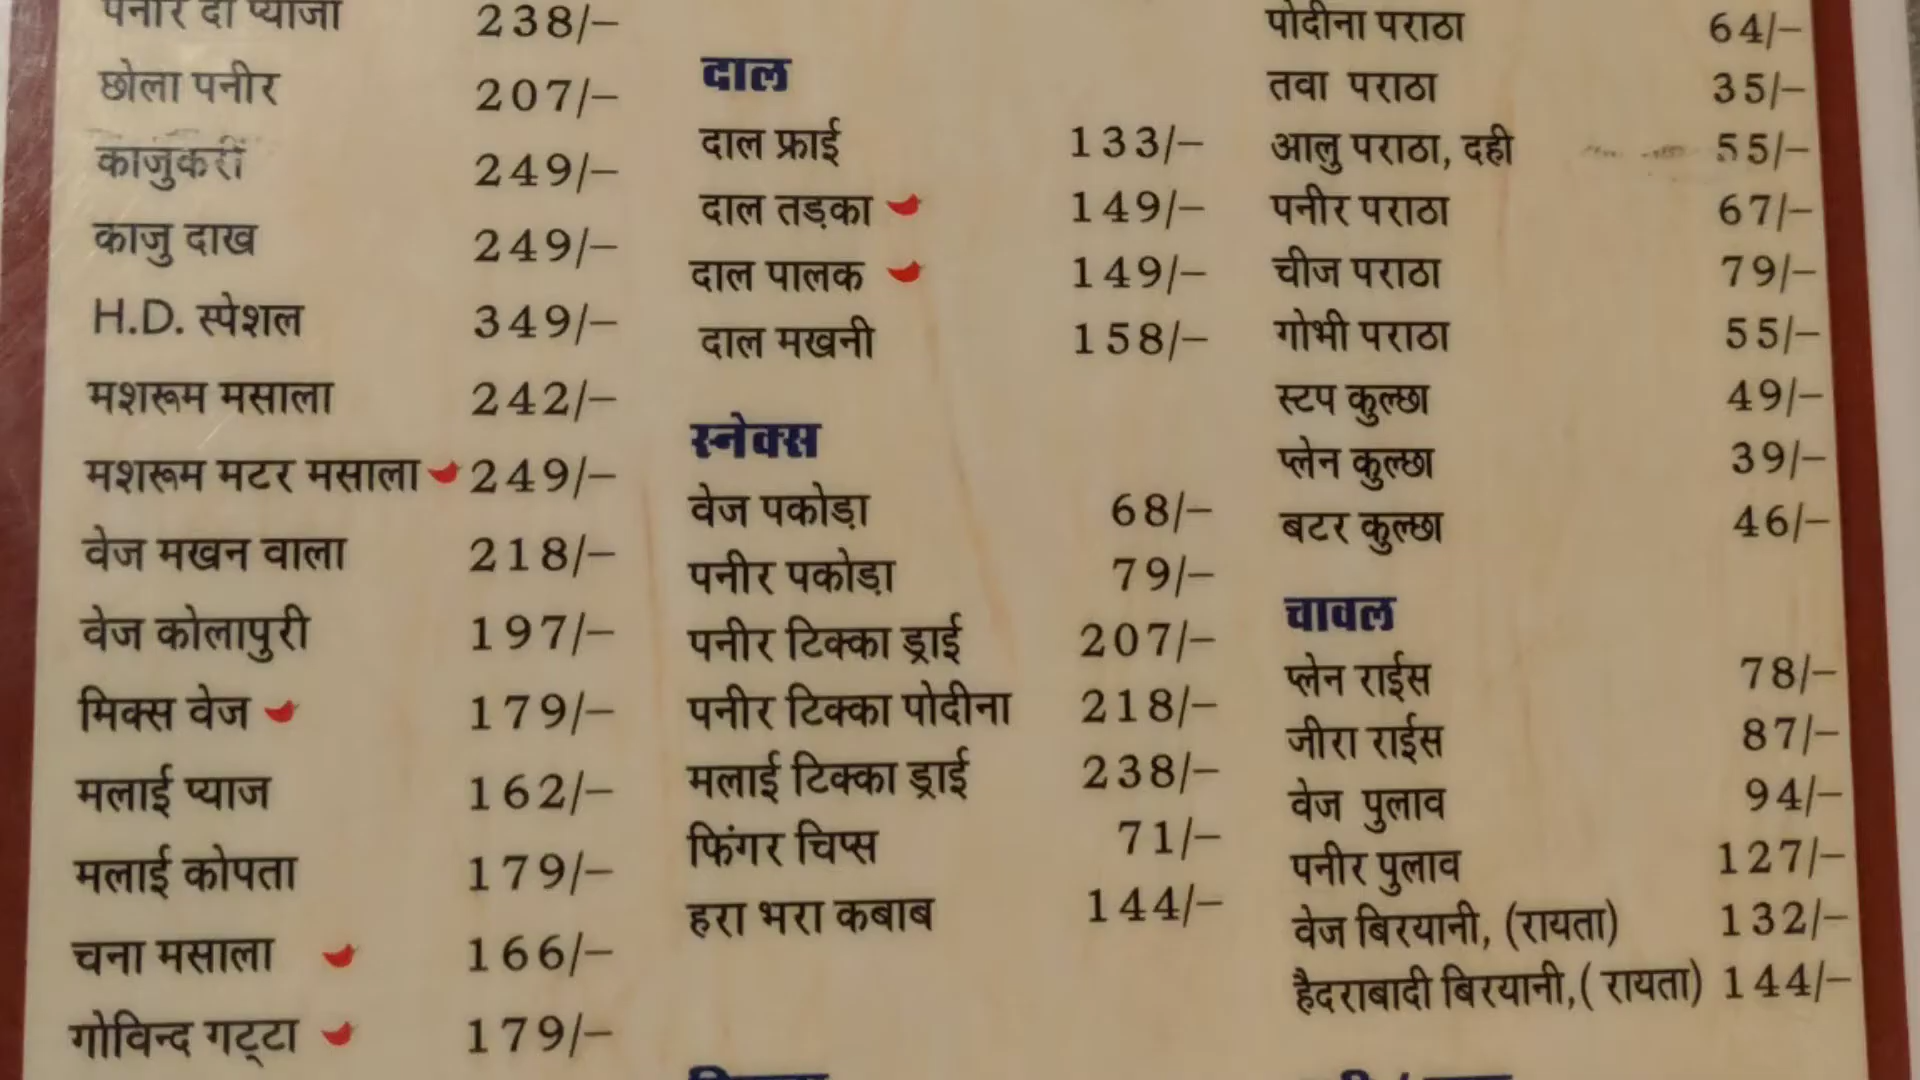 पनीर दो प्याजा 238/-
छोला पनीर 207/-
काजुकरी 249/-
काजु दाख 249/-
H.D. स्पेशल 349/-
मशरूम मसाला 242/-
मशरूम मटर मसाला 249/-
वेज मखन वाला 218/-
वेज कोलापुरी 197/-
मिक्स वेज 179/-
मलाई प्याज 162/-
मलाई कोपता 179/-
चना मसाला 166/-
गोविन्द गट्टा 179/-
दाल
दाल फ्राई 133/-
दाल तड़का 149/-
दाल पालक 149/-
दाल मखनी 158/-
स्नेक्स
वेज पकोड़ा 68/-
पनीर पकोड़ा 79/-
पनीर टिक्का ड्राई 207/-
पनीर टिक्का पोदीना 218/-
मलाई टिक्का ड्राई 238/-
फिंगर चिप्स 71/-
हरा भरा कबाब 144/-
पोदीना पराठा 64/-
तवा पराठा 35/-
आलु पराठा, दही 55/-
पनीर पराठा 67/-
चीज पराठा 79/-
गोभी पराठा 55/-
स्टप कुल्छा 49/-
प्लेन कुल्छा 39/-
बटर कुल्छा 46/-
चावल
प्लेन राईस 78/-
जीरा राईस 87/-
वेज पुलाव 94/-
पनीर पुलाव 127/-
वेज बिरयानी, (रायता) 132/-
हैदराबादी बिरयानी,( रायता) 144/-